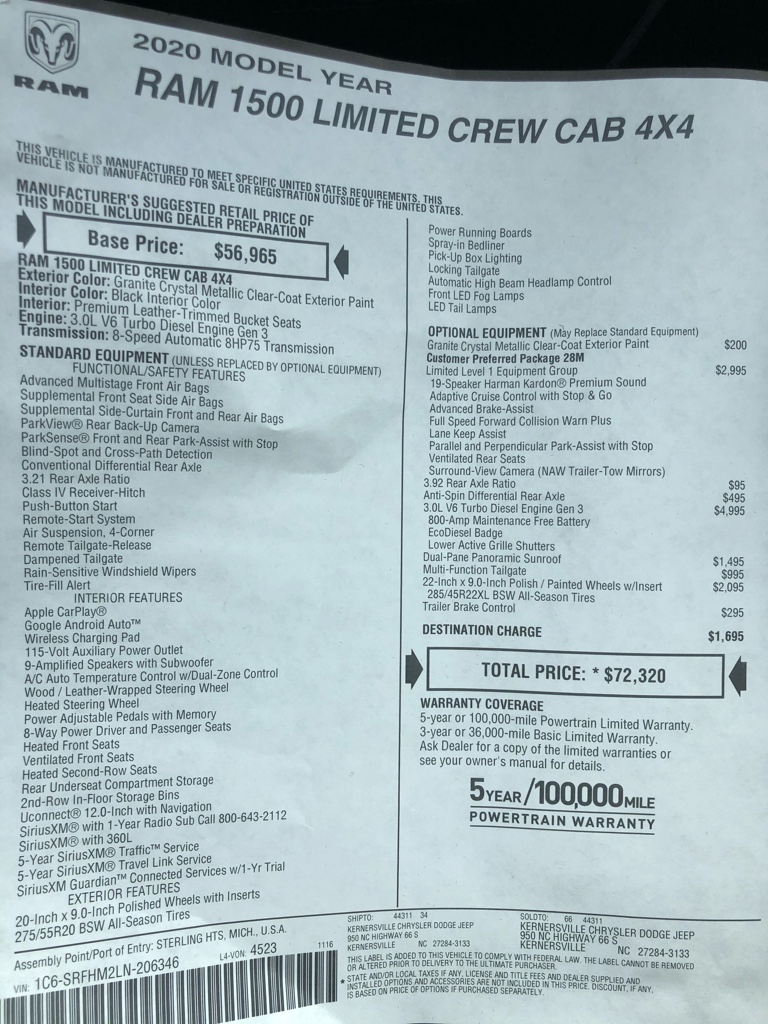 RAM
2020 MODEL YEAR
RAM 1500 LIMITED CREW CAB 4X4
THIS VEHICLE IS MANUFACTURED TO MEET SPECIFIC UNITED STATES REQUIREMENTS. THIS
VEHICLE IS NOT MANUFACTURED FOR SALE OR REGISTRATION OUTSIDE OF THE UNITED STATES.
MANUFACTURER'S SUGGESTED RETAIL PRICE OF
THIS MODEL INCLUDING DEALER PREPARATION
Base Price: $56,965
RAM 1500 LIMITED CREW CAB 4X4
Exterior Color: Granite Crystal Metallic Clear-Coat Exterior Paint
Interior Color: Black Interior Color
Interior: Premium Leather-Trimmed Bucket Seats
Engine: 3.0L V6 Turbo Diesel Engine Gen 3
Transmission: 8-Speed Automatic 8HP75 Transmission
STANDARD EQUIPMENT (UNLESS REPLACED BY OPTIONAL EQUIPMENT)
FUNCTIONAL/SAFETY FEATURES
Advanced Multistage Front Air Bags
Supplemental Front Seat Side Air Bags
Supplemental Side-Curtain Front and Rear Air Bags
ParkView® Rear Back-Up Camera
ParkSense® Front and Rear Park-Assist with Stop
Blind-Spot and Cross-Path Detection
Conventional Differential Rear Axle
3.21 Rear Axle Ratio
Class IV Receiver-Hitch
Push-Button Start
Remote-Start System
Air Suspension, 4-Corner
Remote Tailgate-Release
Dampened Tailgate
Rain-Sensitive Windshield Wipers
Tire-Fill Alert
INTERIOR FEATURES
Apple CarPlay®
Google Android Auto™
Wireless Charging Pad
115-Volt Auxiliary Power Outlet
9-Amplified Speakers with Subwoofer
A/C Auto Temperature Control w/Dual-Zone Control
Wood / Leather-Wrapped Steering Wheel
Heated Steering Wheel
Power Adjustable Pedals with Memory
8-Way Power Driver and Passenger Seats
Heated Front Seats
Ventilated Front Seats
Heated Second-Row Seats
Rear Underseat Compartment Storage
2nd-Row In-Floor Storage Bins
Uconnect® 12.0-Inch with Navigation
SiriusXM® with 1-Year Radio Sub Call 800-643-2112
SiriusXM® with 360L
5-Year SiriusXM® Traffic™ Service
5-Year SiriusXM® Travel Link Service
SiriusXM Guardian™ Connected Services w/1-Yr Trial
EXTERIOR FEATURES
20-Inch x 9.0-Inch Polished Wheels with Inserts
275/55R20 BSW All-Season Tires
Power Running Boards
Spray-in Bedliner
Pick-Up Box Lighting
Locking Tailgate
Automatic High Beam Headlamp Control
Front LED Fog Lamps
LED Tail Lamps
OPTIONAL EQUIPMENT (May Replace Standard Equipment)
Granite Crystal Metallic Clear-Coat Exterior Paint $200
Customer Preferred Package 28M
Limited Level 1 Equipment Group $2,995
19-Speaker Harman Kardon® Premium Sound
Adaptive Cruise Control with Stop & Go
Advanced Brake-Assist
Full Speed Forward Collision Warn Plus
Lane Keep Assist
Parallel and Perpendicular Park-Assist with Stop
Ventilated Rear Seats
Surround-View Camera (NAW Trailer-Tow Mirrors)
3.92 Rear Axle Ratio $95
Anti-Spin Differential Rear Axle $495
3.0L V6 Turbo Diesel Engine Gen 3 $4,995
800-Amp Maintenance Free Battery
EcoDiesel Badge
Lower Active Grille Shutters
Dual-Pane Panoramic Sunroof $1,495
Multi-Function Tailgate $995
22-Inch x 9.0-Inch Polish / Painted Wheels w/Insert $2,095
285/45R22XL BSW All-Season Tires
Trailer Brake Control $295
DESTINATION CHARGE $1,695
TOTAL PRICE: * $72,320
WARRANTY COVERAGE
5-year or 100,000-mile Powertrain Limited Warranty.
3-year or 36,000-mile Basic Limited Warranty.
Ask Dealer for a copy of the limited warranties or
see your owner's manual for details.
5YEAR/100,000MILE
POWERTRAIN WARRANTY
Assembly Point/Port of Entry: STERLING HTS, MICH., U.S.A.
VIN: 1C6-SRFHM2LN-206346 L4-VON: 4523 1116
SHIPTO: 44311 34
KERNERSVILLE CHRYSLER DODGE JEEP
950 NC HIGHWAY 66 S
KERNERSVILLE NC 27284-3133
SOLDTO: 66 44311
KERNERSVILLE CHRYSLER DODGE JEEP
950 NC HIGHWAY 66 S
KERNERSVILLE NC 27284-3133
THIS LABEL IS ADDED TO THIS VEHICLE TO COMPLY WITH FEDERAL LAW. THE LABEL CANNOT BE REMOVED
OR ALTERED PRIOR TO DELIVERY TO THE ULTIMATE PURCHASER.
* STATE AND/OR LOCAL TAXES IF ANY, LICENSE AND TITLE FEES AND DEALER SUPPLIED AND
INSTALLED OPTIONS AND ACCESSORIES ARE NOT INCLUDED IN THIS PRICE. DISCOUNT, IF ANY,
IS BASED ON PRICE OF OPTIONS IF PURCHASED SEPARATELY.